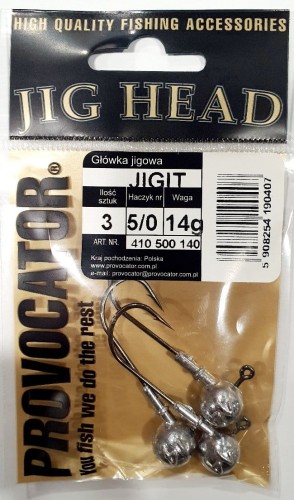 HIGH QUALITY FISHING ACCESSORIES
JIG HEAD
PROVOCATOR®
You fish we do the rest
Główka jigowa
JIGIT
Ilość sztuk
Haczyk nr
Waga
3
5/0
14g
ART NR.
410 500 140
Kraj pochodzenia: Polska
www.provocator.com.pl
e-mail: provocator@provocator.com.pl
5 908254 190407